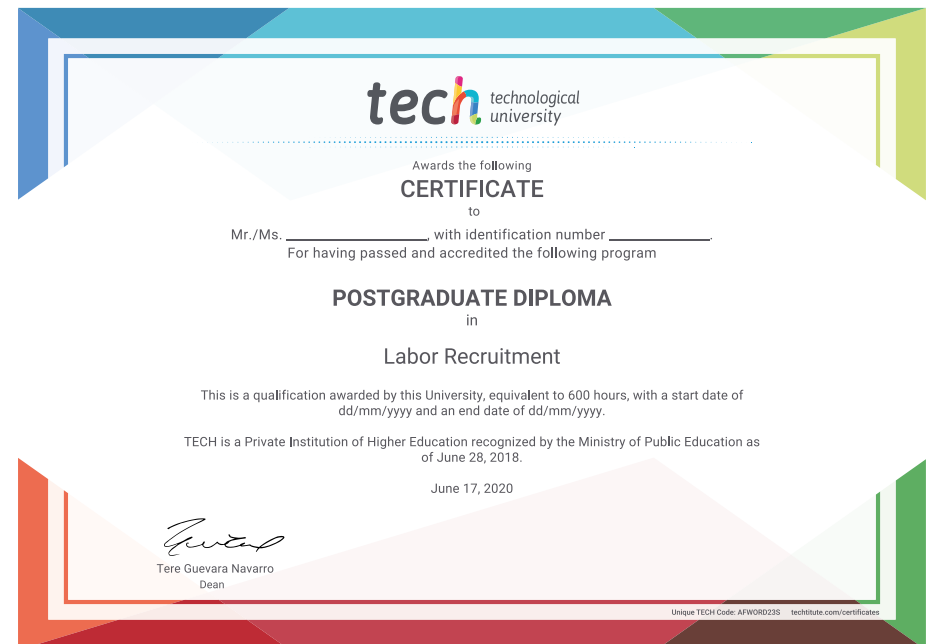 tech technological
university
Awards the following
CERTIFICATE
to
Mr./Ms. ____________________, with identification number ______________.
For having passed and accredited the following program
POSTGRADUATE DIPLOMA
in
Labor Recruitment
This is a qualification awarded by this University, equivalent to 600 hours, with a start date of
dd/mm/yyyy and an end date of dd/mm/yyyy.
TECH is a Private Institution of Higher Education recognized by the Ministry of Public Education as
of June 28, 2018.
June 17, 2020
Tere Guevara Navarro
Dean
Unique TECH Code: AFWORD23S techtitute.com/certificates